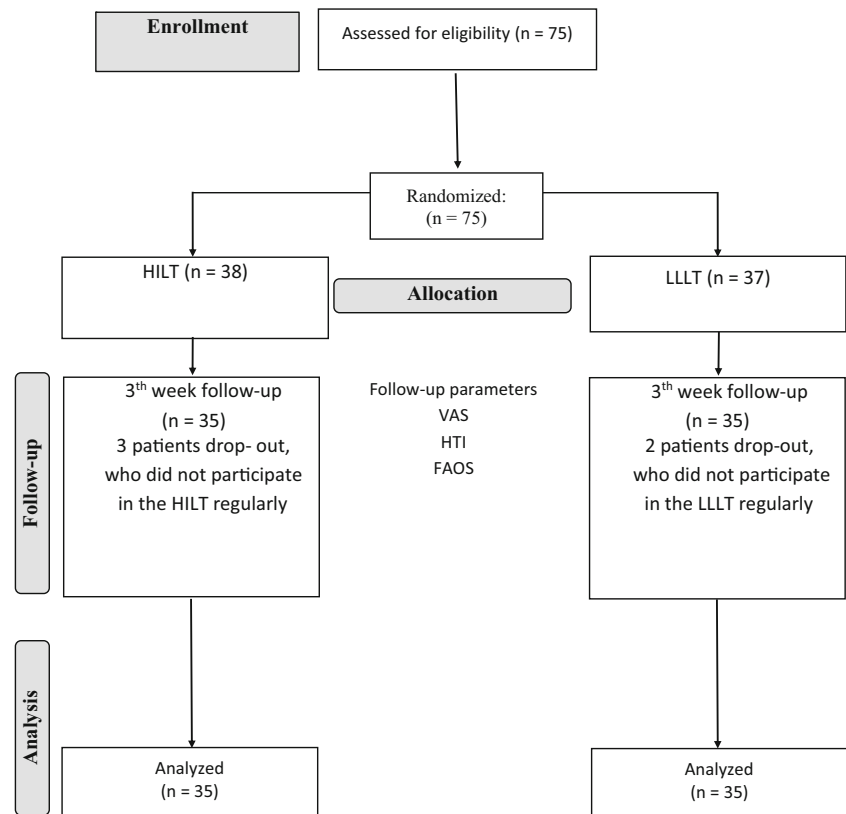 Enrollment
Assessed for eligibility (n = 75)
Randomized:
(n = 75)
HILT (n = 38)
Allocation
LLLT (n = 37)
Follow-up
3th week follow-up
(n = 35)
3 patients drop- out,
who did not participate
in the HILT regularly
Follow-up parameters
VAS
HTI
FAOS
3th week follow-up
(n = 35)
2 patients drop-out,
who did not participate
in the LLLT regularly
Analysis
Analyzed
(n = 35)
Analyzed
(n = 35)